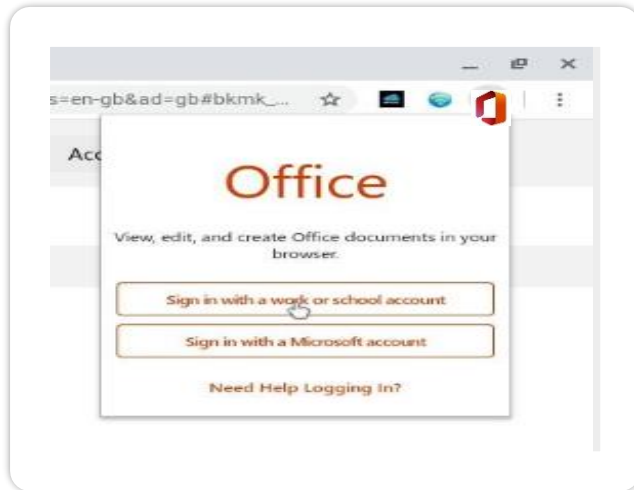 s=en-gb&ad=gb#bkmk_...
Acc
Office
View, edit, and create Office documents in your
browser.
Sign in with a work or school account
Sign in with a Microsoft account
Need Help Logging In?